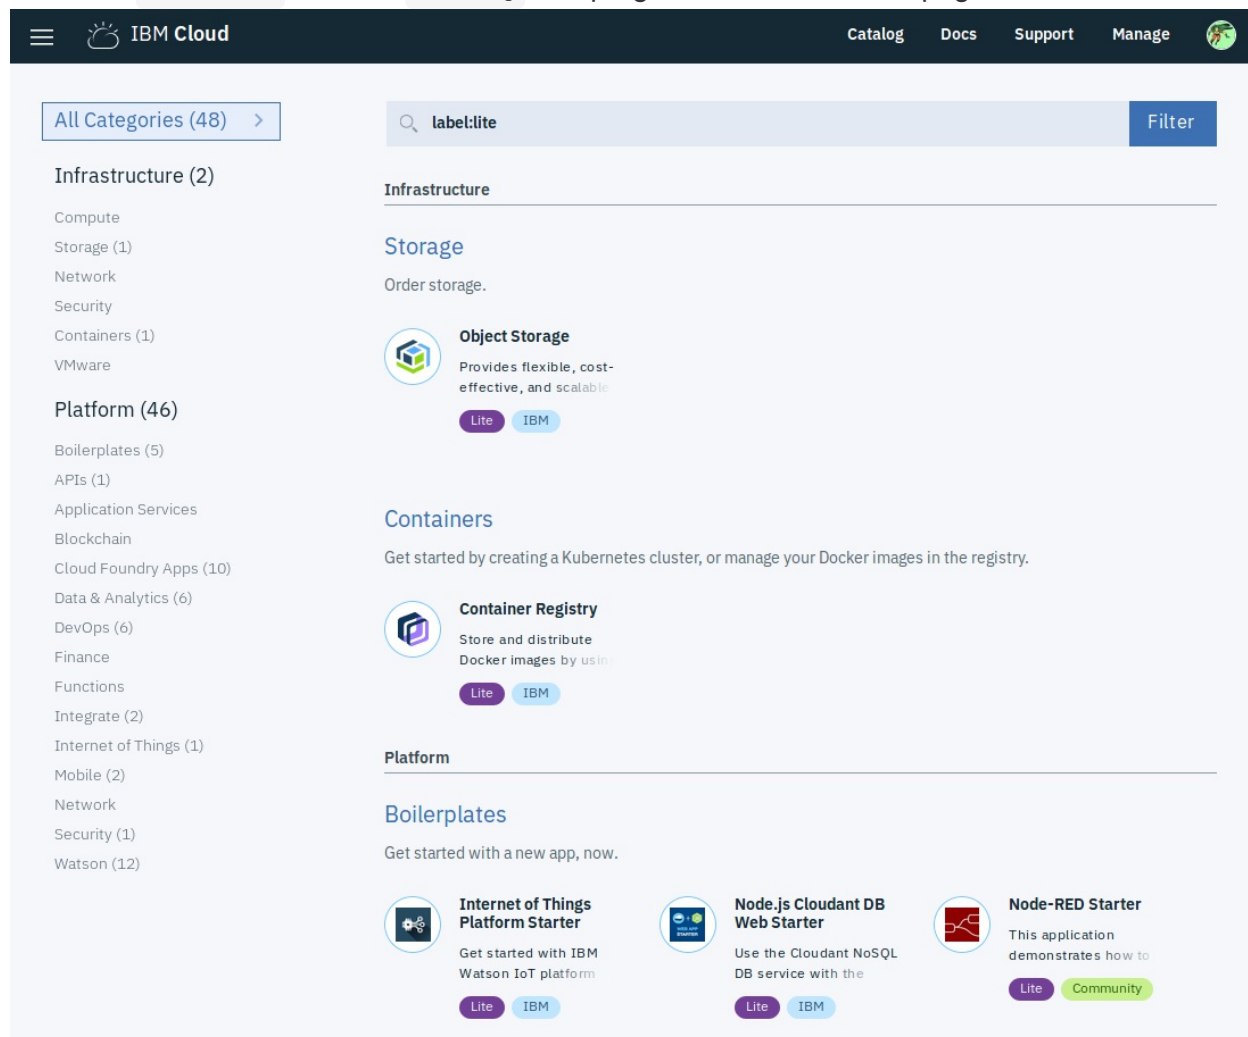 IBM Cloud
Catalog Docs Support Manage
All Categories (48)
Infrastructure (2)
Compute
Storage (1)
Network
Security
Containers (1)
VMware
Platform (46)
Boilerplates (5)
APIs (1)
Application Services
Blockchain
Cloud Foundry Apps (10)
Data & Analytics (6)
DevOps (6)
Finance
Functions
Integrate (2)
Internet of Things (1)
Mobile (2)
Network
Security (1)
Watson (12)
label:lite
Filter
Infrastructure
Storage
Order storage.
Object Storage
Provides flexible, cost-
effective, and scalable
Lite IBM
Containers
Get started by creating a Kubernetes cluster, or manage your Docker images in the registry.
Container Registry
Store and distribute
Docker images by using
Lite IBM
Platform
Boilerplates
Get started with a new app, now.
Internet of Things
Platform Starter
Get started with IBM
Watson IoT platform
Lite IBM
Node.js Cloudant DB
Web Starter
Use the Cloudant NoSQL
DB service with the
Lite IBM
Node-RED Starter
This application
demonstrates how to
Lite Community